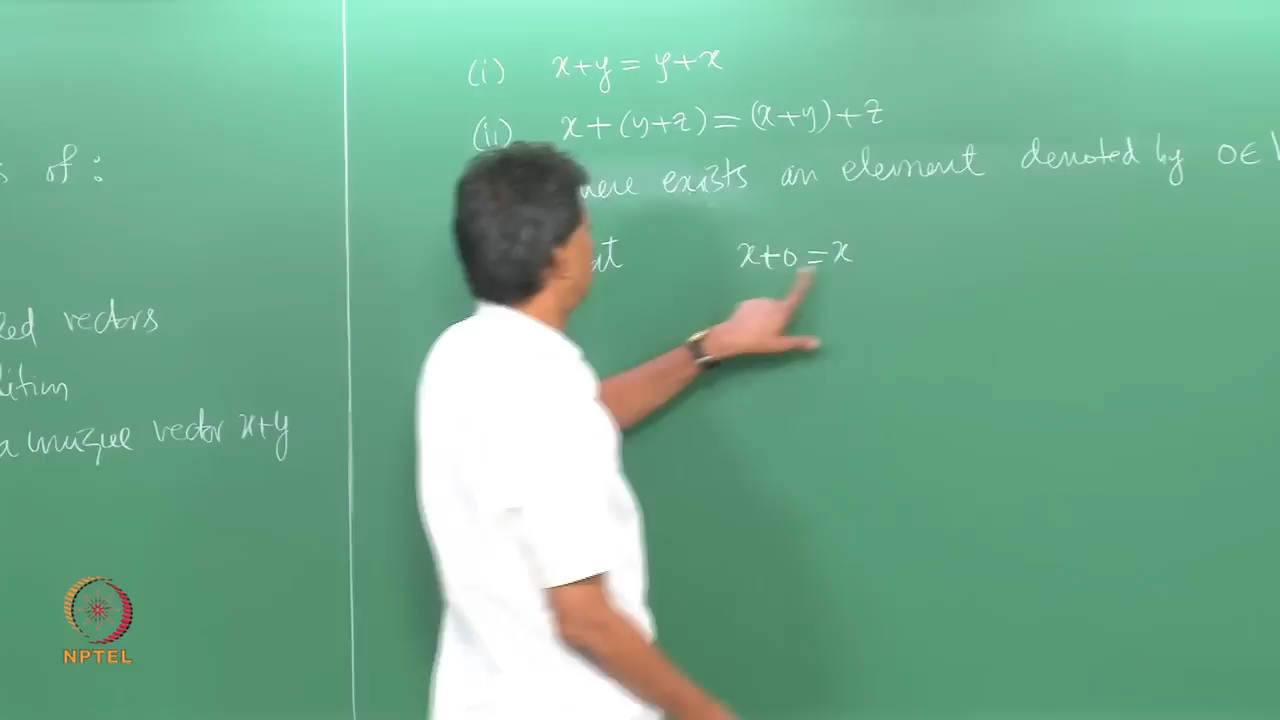 of :
vectors
a unique vector x+y
(i) x+y = y+x
(ii) x+(y+z) = (x+y)+z
exists an element denoted by 0∈
x+0 = x
NPTEL